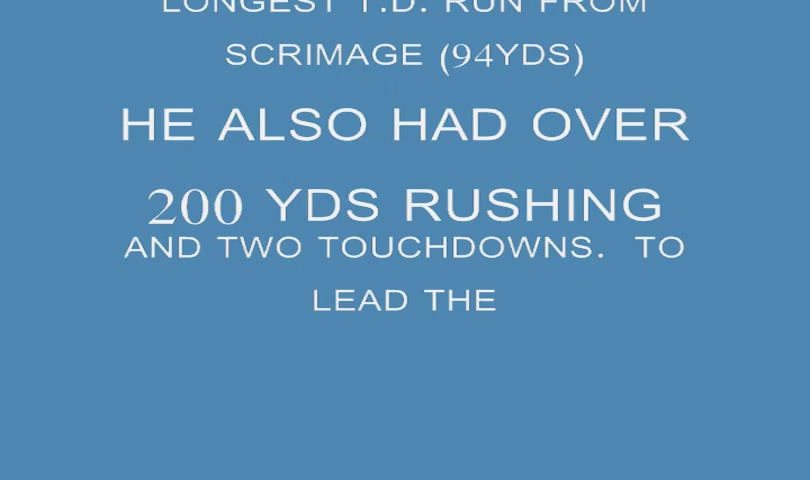 LONGEST T.D. RUN FROM
SCRIMAGE (94YDS)
HE ALSO HAD OVER
200 YDS RUSHING
AND TWO TOUCHDOWNS. TO
LEAD THE